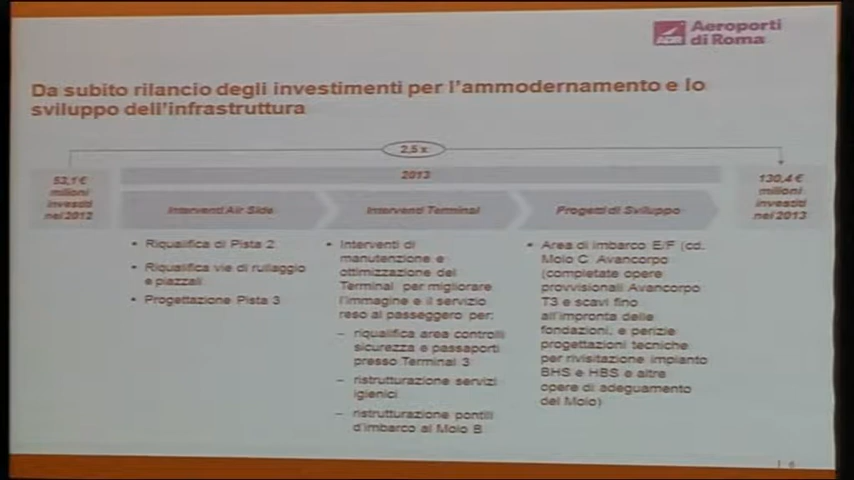 ADR Aeroporti
di Roma
Da subito rilancio degli investimenti per l'ammodernamento e lo
sviluppo dell'infrastruttura
2,5 x
2013
53,1 €
milioni
investiti
nel 2012
130,4 €
milioni
investiti
nel 2013
Interventi Air Side
Interventi Terminal
Progetti di Sviluppo
• Riqualifica di Pista 2
• Riqualifica vie di rullaggio
e piazzali
• Progettazione Pista 3
• Interventi di
manutenzione e
ottimizzazione del
Terminal per migliorare
l'immagine e il servizio
reso al passeggero per:
– riqualifica area controlli
sicurezza e passaporti
presso Terminal 3
– ristrutturazione servizi
igienici
– ristrutturazione pontili
d'imbarco al Molo B
• Area di imbarco E/F (cd.
Molo C Avancorpo
(completate opere
provvisionali Avancorpo
T3 e scavi fino
all'impronta delle
fondazioni, e perizie
progettazioni tecniche
per rivisitazione impianto
BHS e HBS e altre
opere di adeguamento
del Molo)